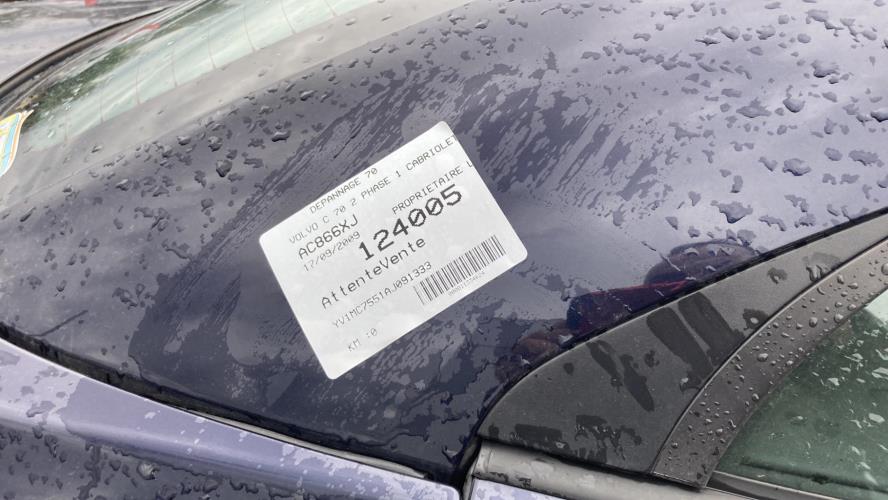 DEPANNAGE 70
VOLVO C 70 2 PHASE 1 CABRIOLET
AC866XJ PROPRIETAIRE L
17/09/2009
124005
AttenteVente
YV1MC7551AJ091333
KM :0